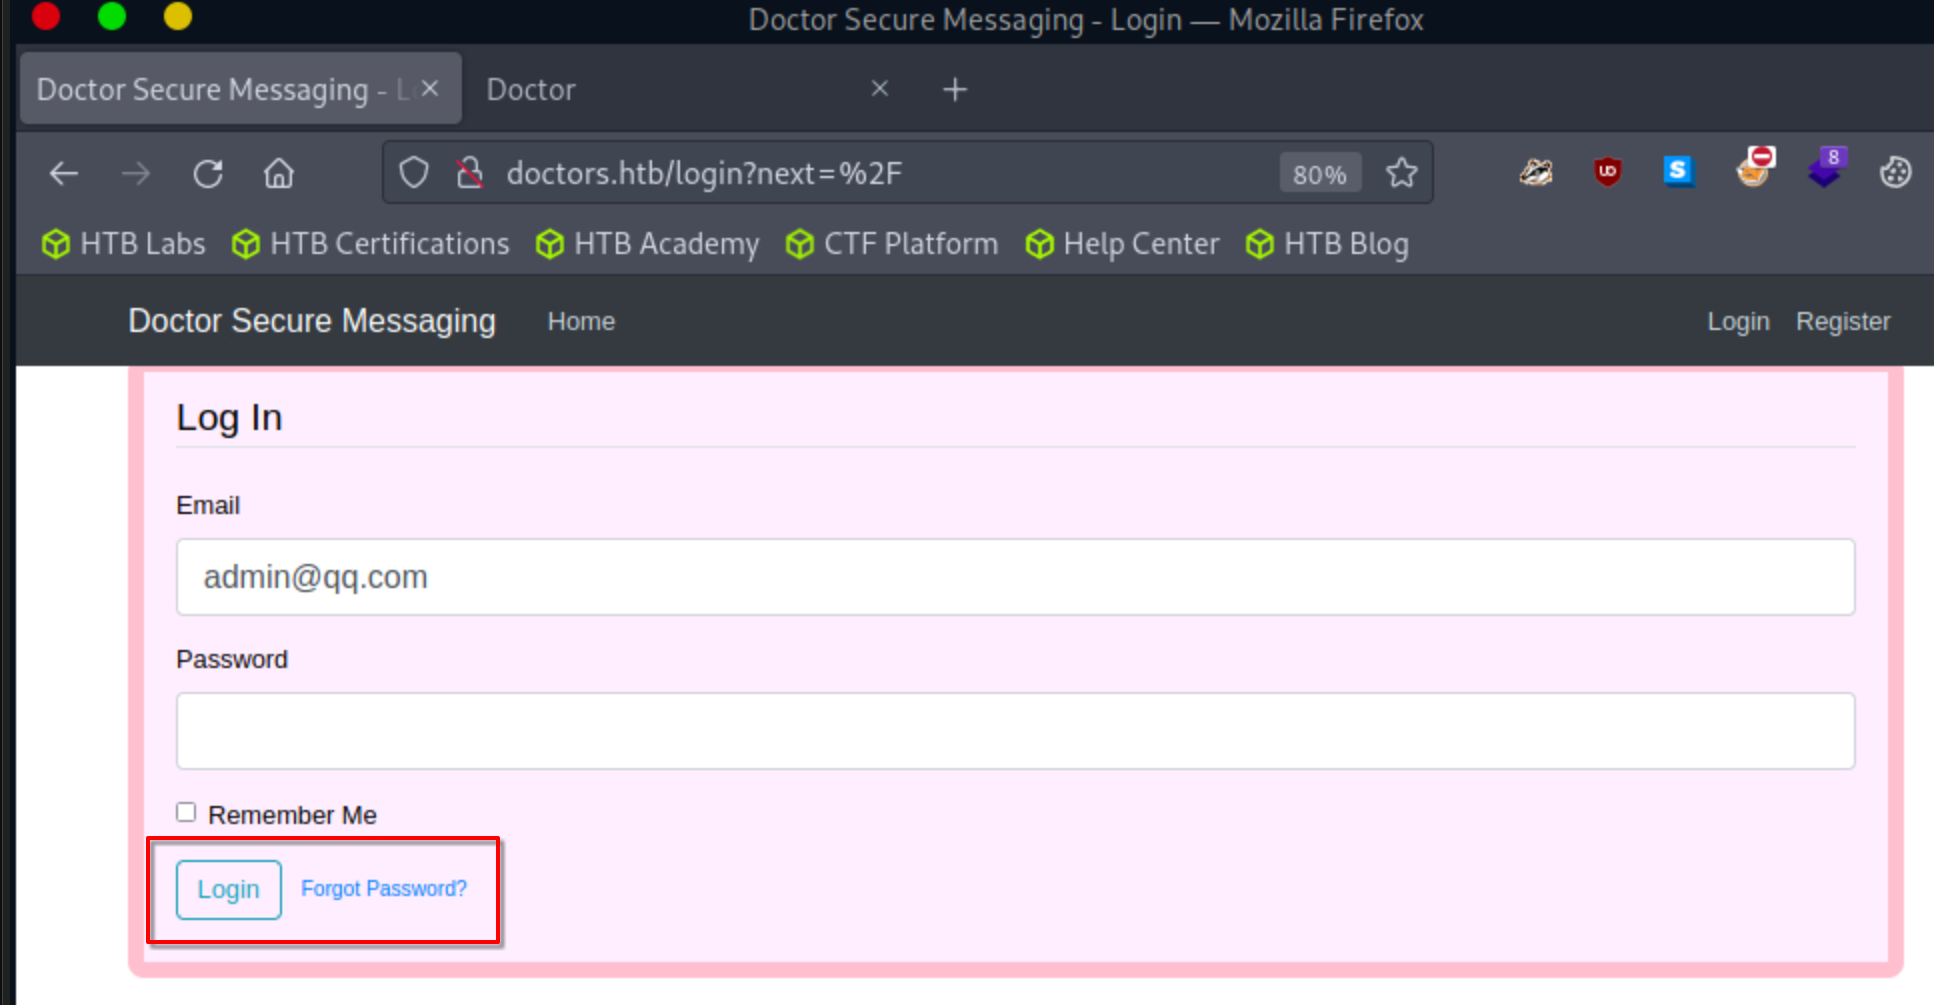 Doctor Secure Messaging - Login — Mozilla Firefox
Doctor Secure Messaging - L
Doctor
doctors.htb/login?next=%2F
80%
8
HTB Labs HTB Certifications HTB Academy CTF Platform Help Center HTB Blog
Doctor Secure Messaging Home Login Register
Log In
Email
admin@qq.com
Password
Remember Me
Login Forgot Password?